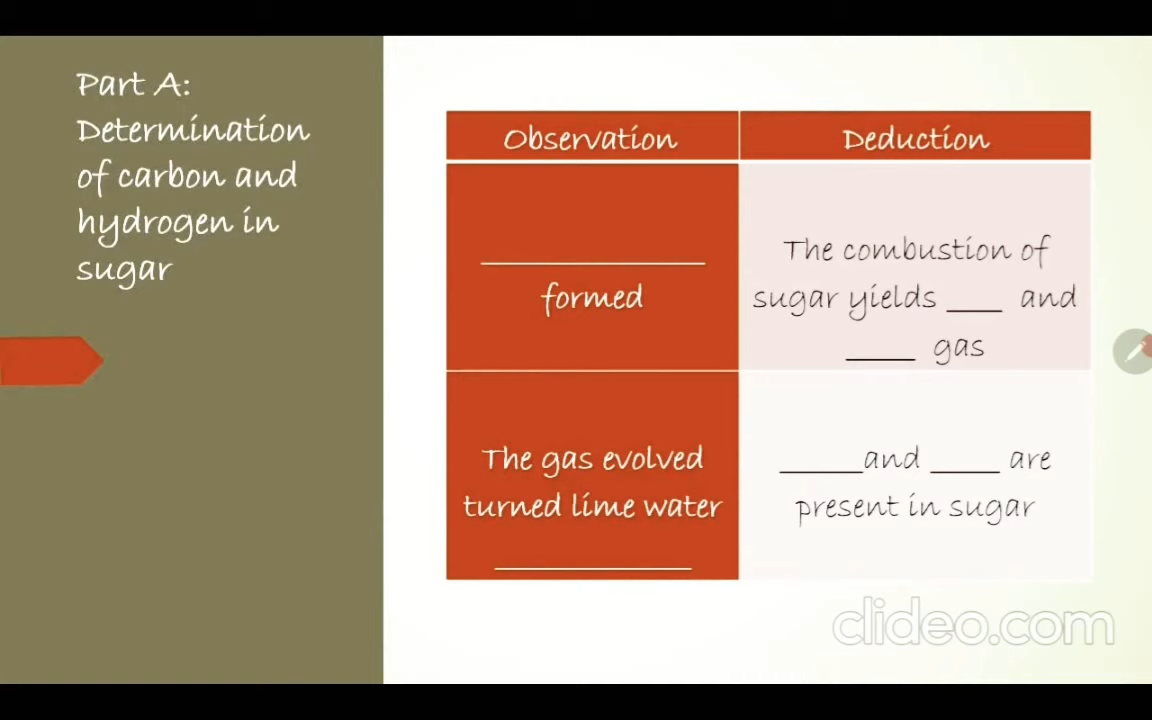 Part A:
Determination
of carbon and
hydrogen in
sugar
Observation
Deduction
____________
formed
The combustion of
sugar yields ____ and
_____ gas
The gas evolved
turned lime water
____________
______and _____ are
present in sugar
clideo.com